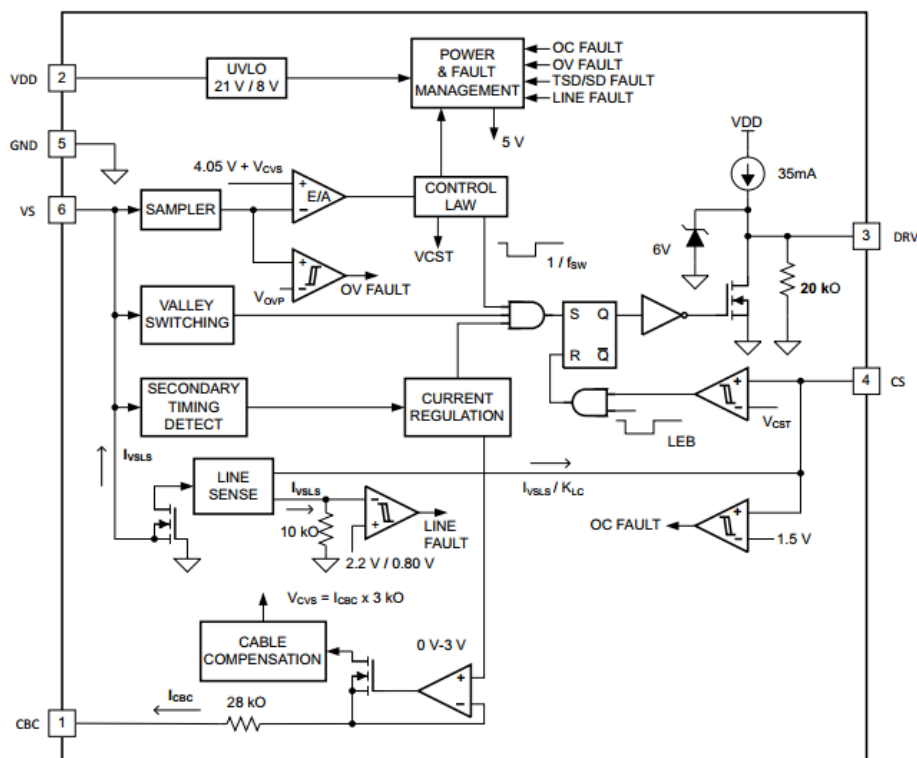 VDD
2
UVLO
21 V / 8 V
POWER
& FAULT
MANAGEMENT
OC FAULT
OV FAULT
TSD/SD FAULT
LINE FAULT
5 V
GND
5
VS
6
SAMPLER
4.05 V + VCVS
+
E/A
−
CONTROL
LAW
VCST
1 / fSW
+
−
VOVP
OV FAULT
VDD
35mA
6V
3
DRV
20 kO
VALLEY
SWITCHING
S
Q
R
Q̅
SECONDARY
TIMING
DETECT
CURRENT
REGULATION
LEB
+
−
VCST
4
CS
IVSLS
LINE
SENSE
IVSLS
10 kO
−
+
2.2 V / 0.80 V
LINE
FAULT
IVSLS / KLC
OC FAULT
+
−
1.5 V
VCVS = ICBC x 3 kO
CABLE
COMPENSATION
0 V-3 V
+
−
ICBC
28 kO
CBC
1